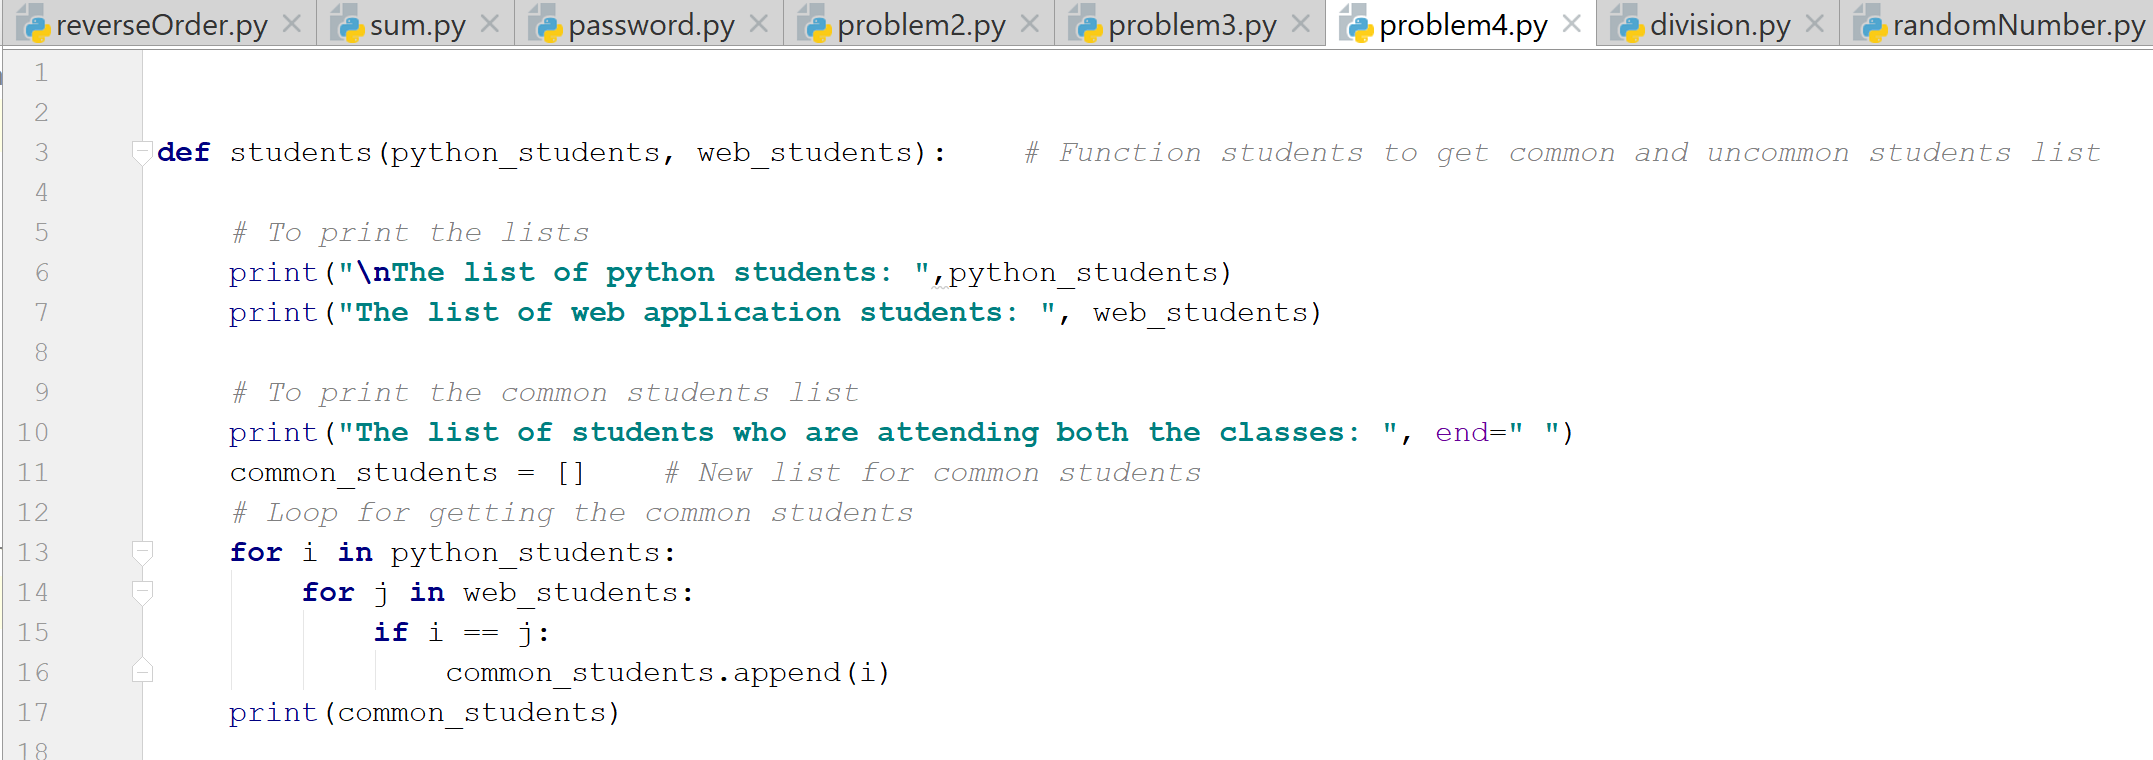 reverseOrder.py sum.py password.py problem2.py problem3.py problem4.py division.py randomNumber.py
1
2
3 def students(python_students, web_students): # Function students to get common and uncommon students list
4
5 # To print the lists
6 print("\nThe list of python students: ",python_students)
7 print("The list of web application students: ", web_students)
8
9 # To print the common students list
10 print("The list of students who are attending both the classes: ", end=" ")
11 common_students = [] # New list for common students
12 # Loop for getting the common students
13 for i in python_students:
14 for j in web_students:
15 if i == j:
16 common_students.append(i)
17 print(common_students)
18